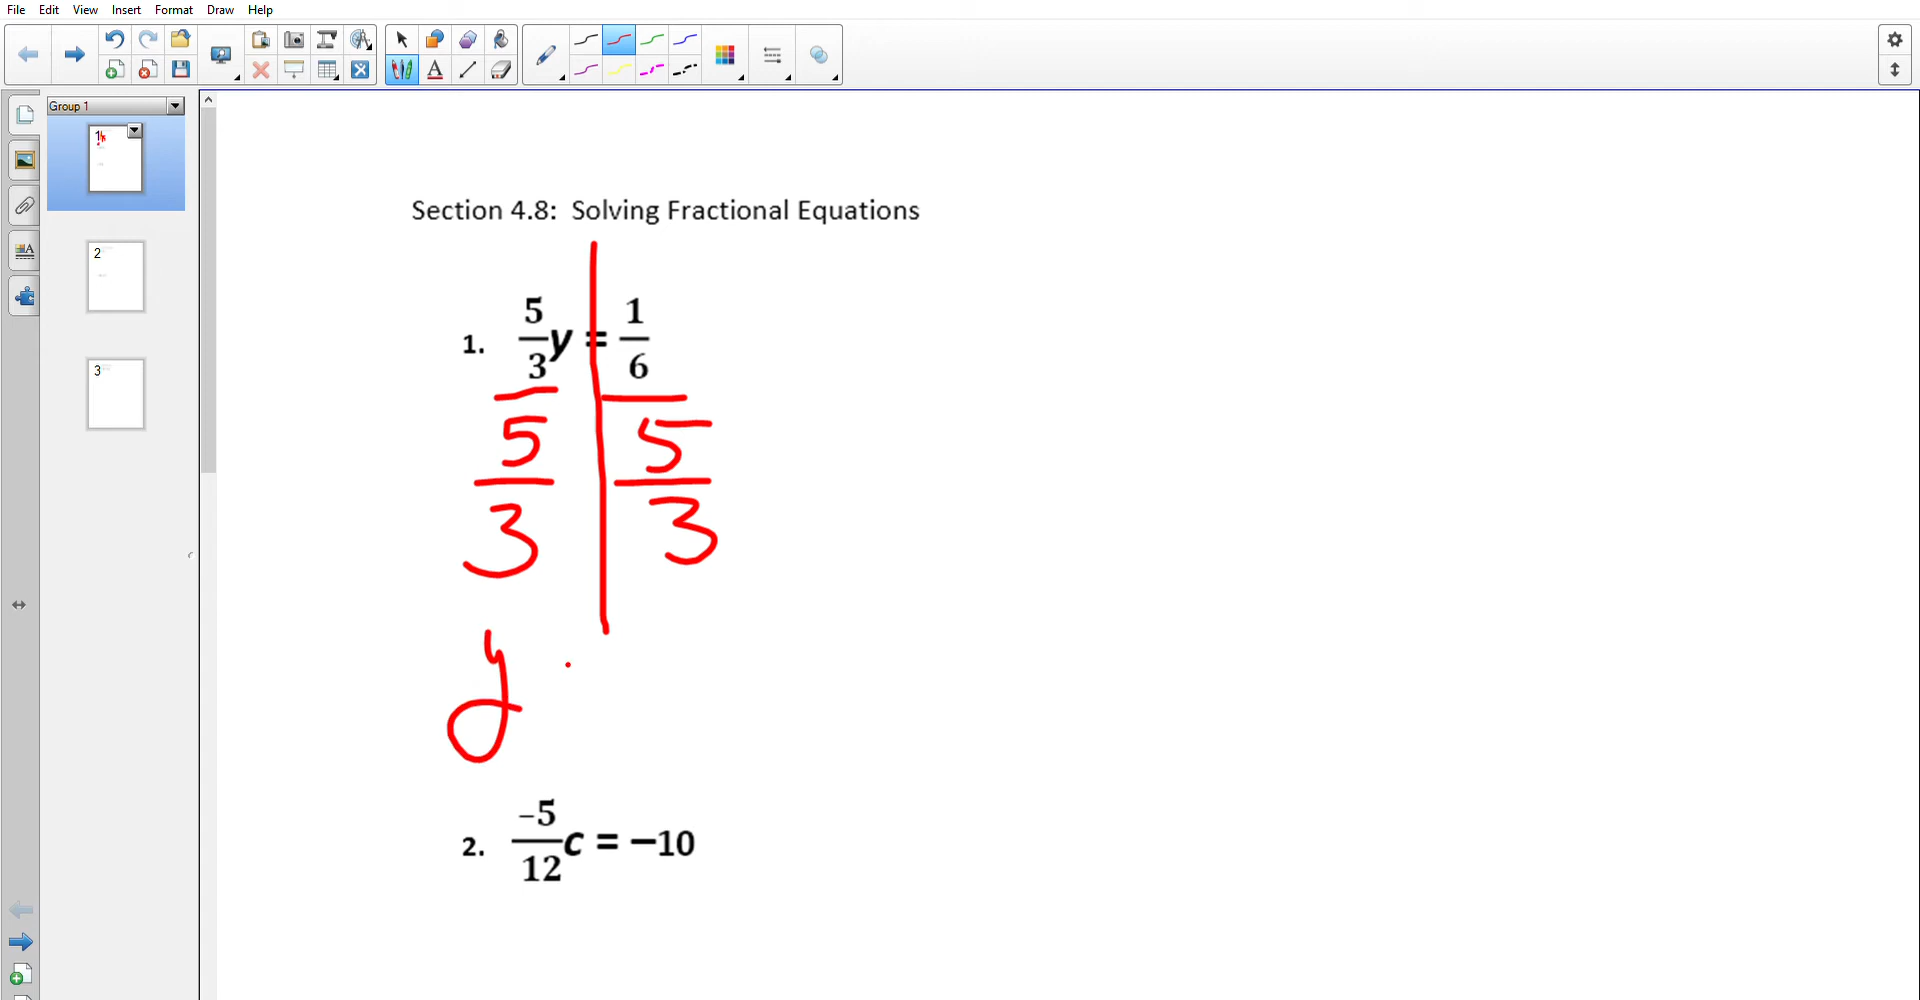 File Edit View Insert Format Draw Help
Group 1
1
2
3
Section 4.8: Solving Fractional Equations
1. 5/3 y = 1/6
5/3 5/3
y
2. -5/12 c = -10